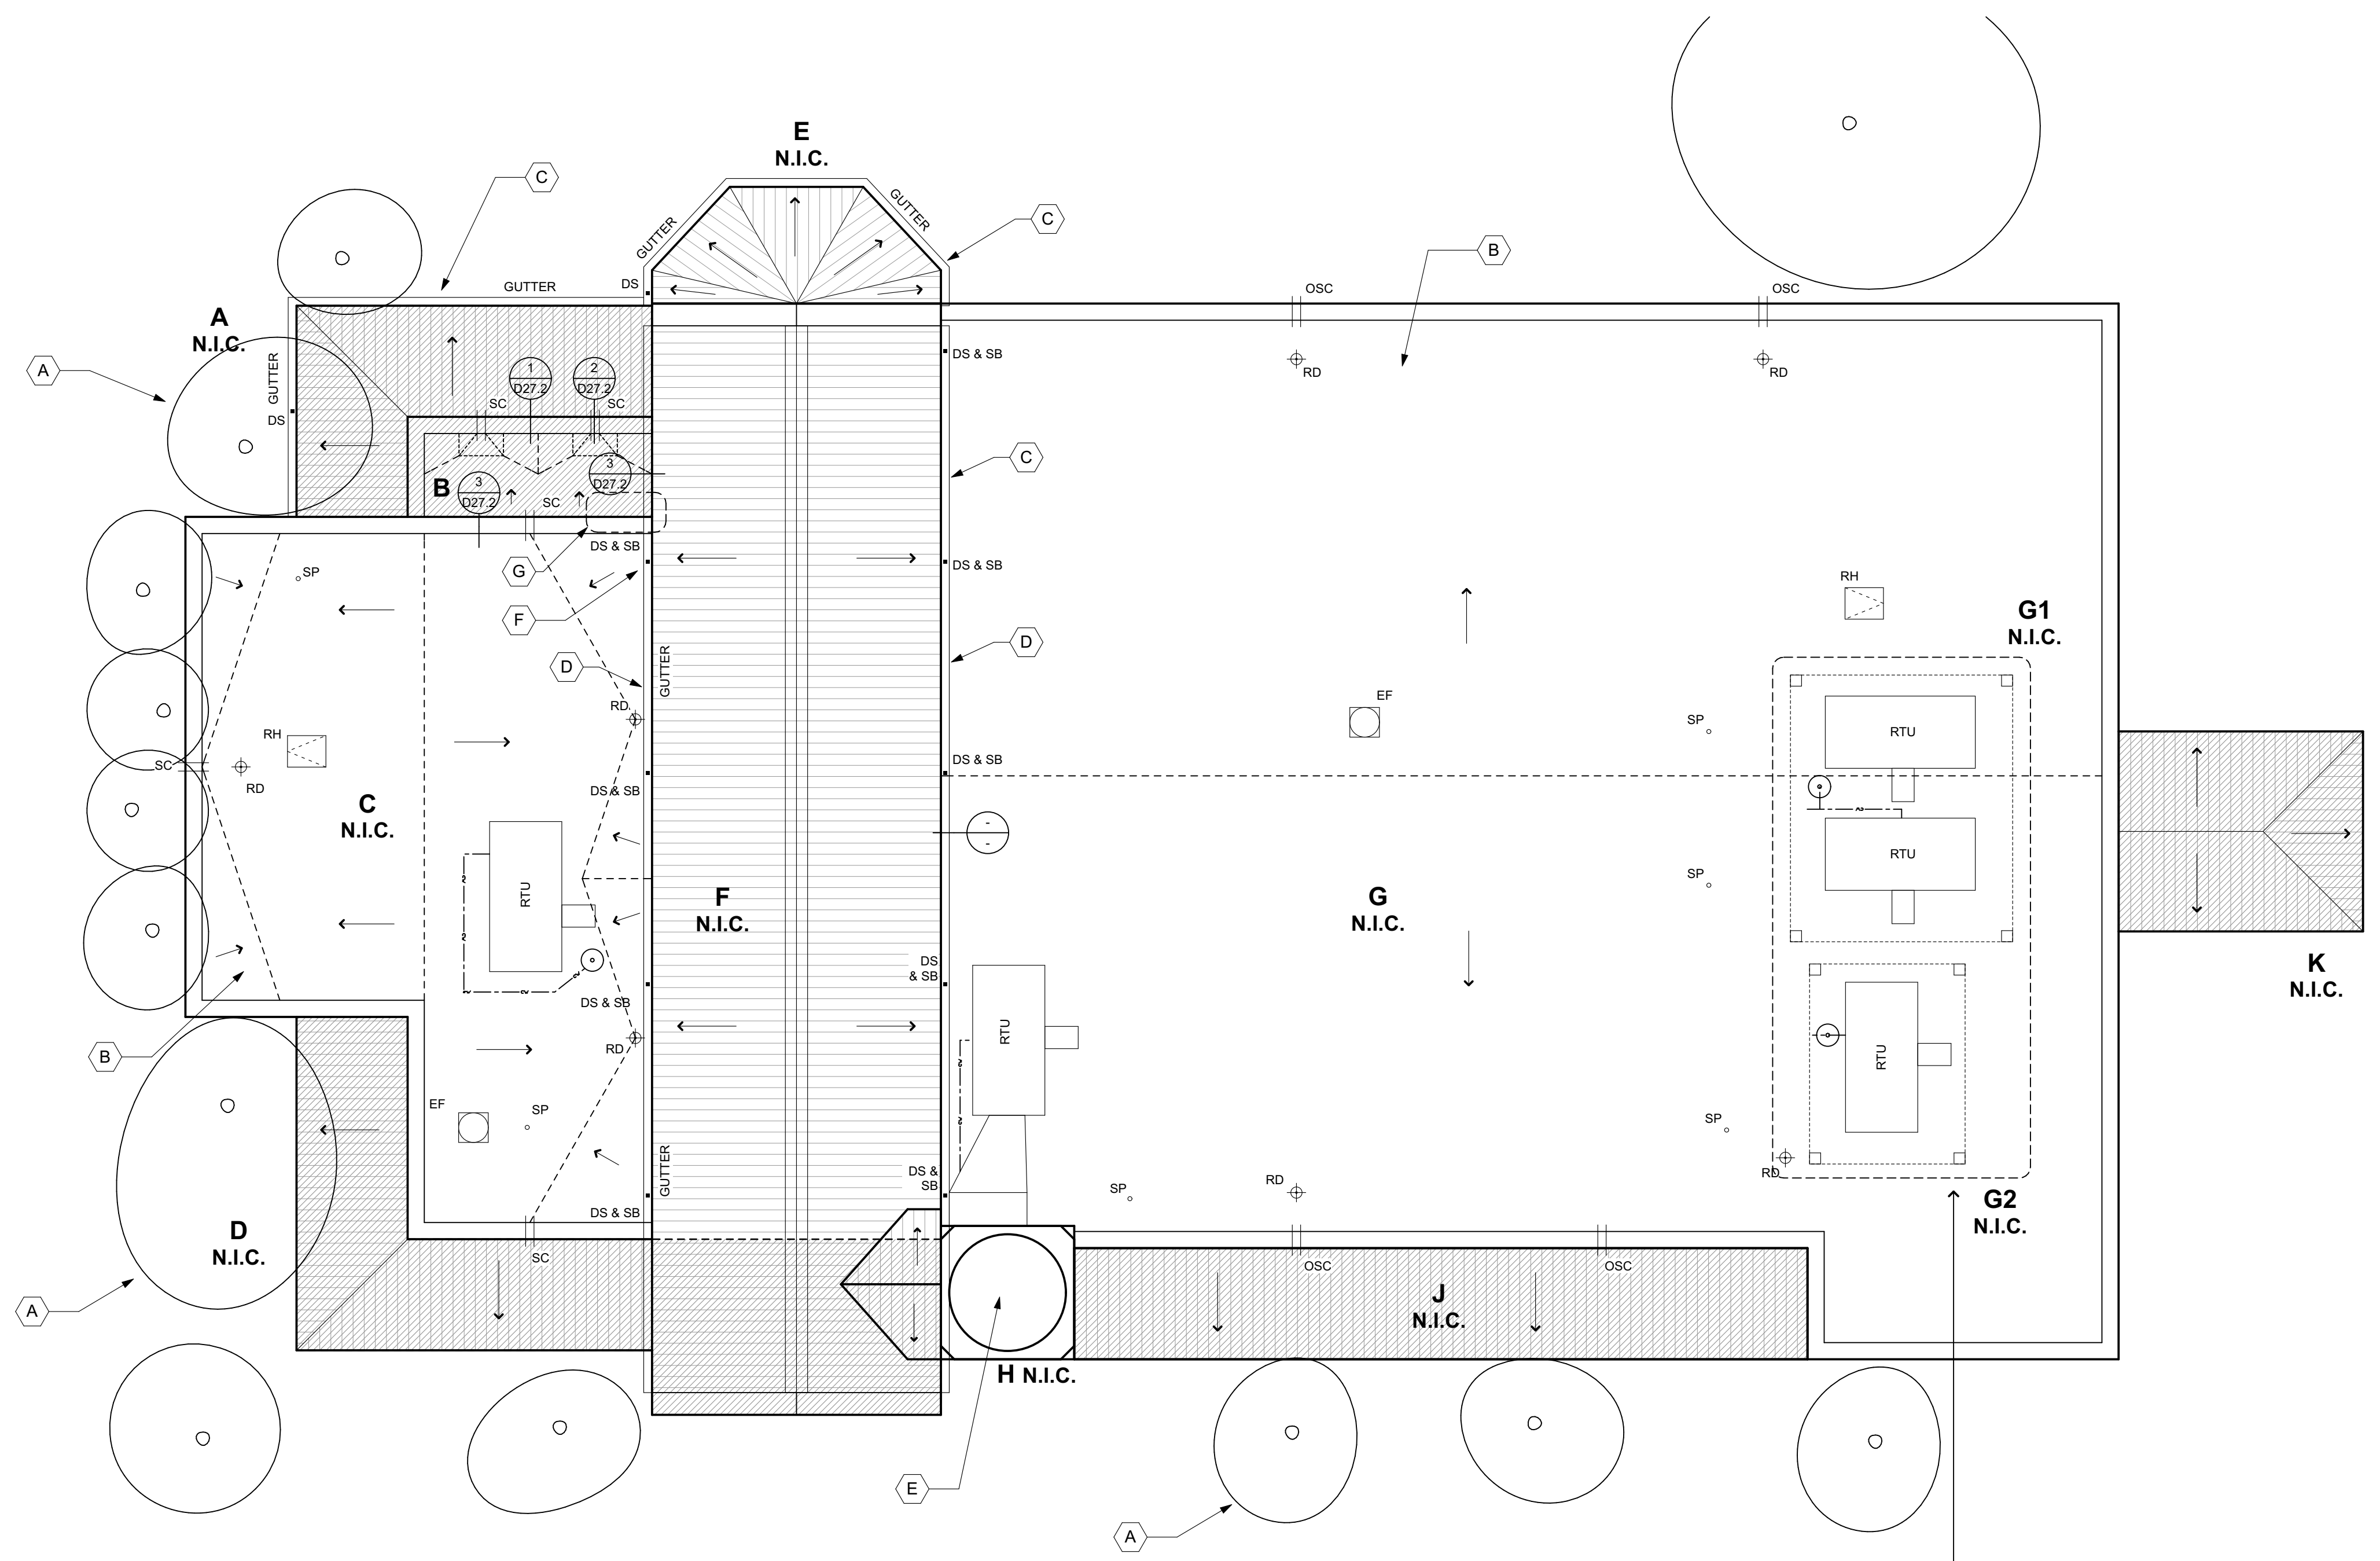 E
N.I.C.
C
GUTTER
GUTTER
C
B
GUTTER
DS
OSC
OSC
A
N.I.C.
A
GUTTER
DS
1
D27.2
2
D27.2
SC
SC
DS & SB
RD
RD
C
B
3
D27.2
3
D27.2
SC
DS & SB
DS & SB
G
SP
F
RH
G1
N.I.C.
D
GUTTER
D
RD
EF
SP
RTU
RH
SC
RD
DS & SB
DS & SB
C
N.I.C.
-
-
RTU
SP
RTU
F
N.I.C.
G
N.I.C.
DS
& SB
DS & SB
K
N.I.C.
RD
RTU
RTU
B
EF
SP
SP
GUTTER
DS &
SB
SP
RD
RD
G2
N.I.C.
DS & SB
D
N.I.C.
SC
OSC
OSC
J
N.I.C.
A
H N.I.C.
E
A